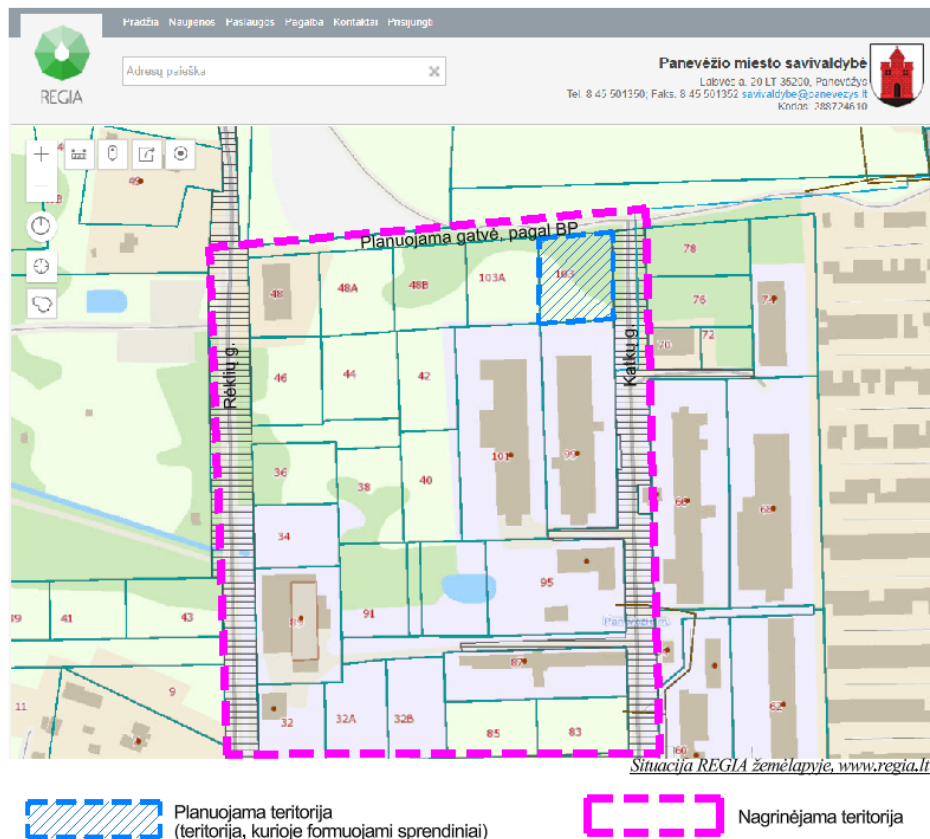 Pradžia Naujienos Paslaugos Pagalba Kontaktai Prisijungti
REGIA
Adresų paieška
Panevėžio miesto savivaldybė
Laisvės a. 20 LT-35200, Panevėžys
Tel. 8 45 501350; Faks. 8 45 501352 savivaldybe@panevezys.lt
Kodas: 288724610
49
Planuojama gatvė, pagal BP
48
48A
48B
103A
103
78
76
74
70
72
Rėklių g.
Katkų g.
46
44
42
101
99
36
38
40
66
68
34
89
91
95
39
41
43
9
11
87
32
32A
32B
85
83
62
60
Situacija REGIA žemėlapyje, www.regia.lt
Planuojama teritorija
(teritorija, kurioje formuojami sprendiniai)
Nagrinėjama teritorija